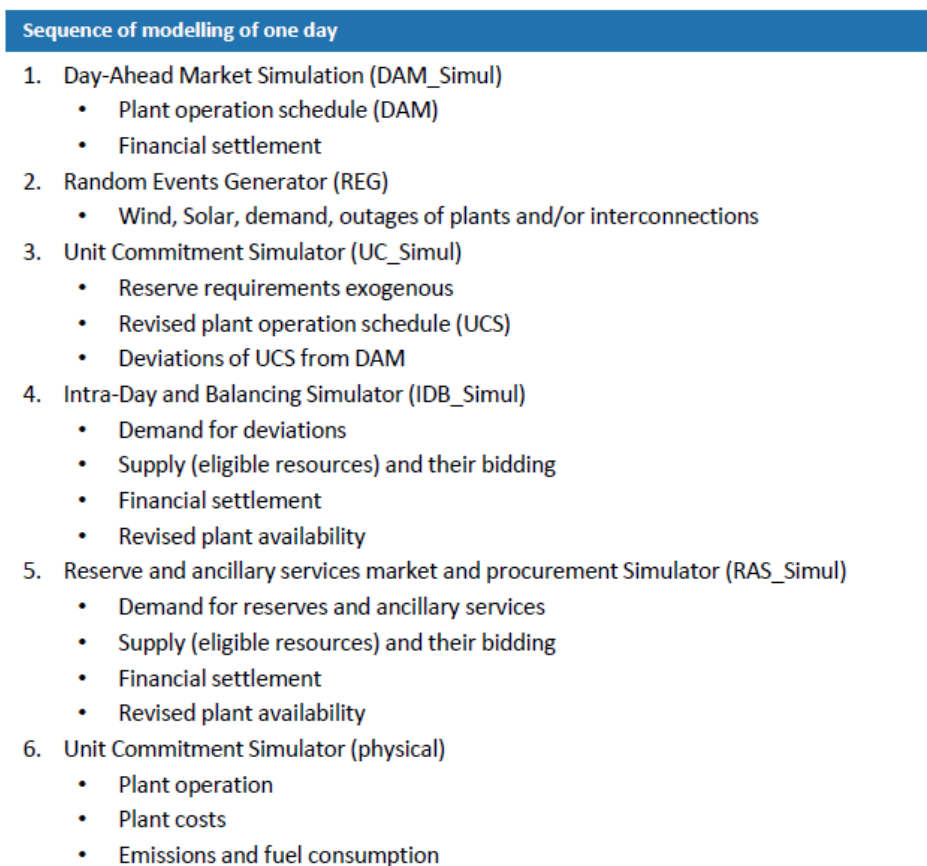 Sequence of modelling of one day
1. Day-Ahead Market Simulation (DAM_Simul)
• Plant operation schedule (DAM)
• Financial settlement
2. Random Events Generator (REG)
• Wind, Solar, demand, outages of plants and/or interconnections
3. Unit Commitment Simulator (UC_Simul)
• Reserve requirements exogenous
• Revised plant operation schedule (UCS)
• Deviations of UCS from DAM
4. Intra-Day and Balancing Simulator (IDB_Simul)
• Demand for deviations
• Supply (eligible resources) and their bidding
• Financial settlement
• Revised plant availability
5. Reserve and ancillary services market and procurement Simulator (RAS_Simul)
• Demand for reserves and ancillary services
• Supply (eligible resources) and their bidding
• Financial settlement
• Revised plant availability
6. Unit Commitment Simulator (physical)
• Plant operation
• Plant costs
• Emissions and fuel consumption